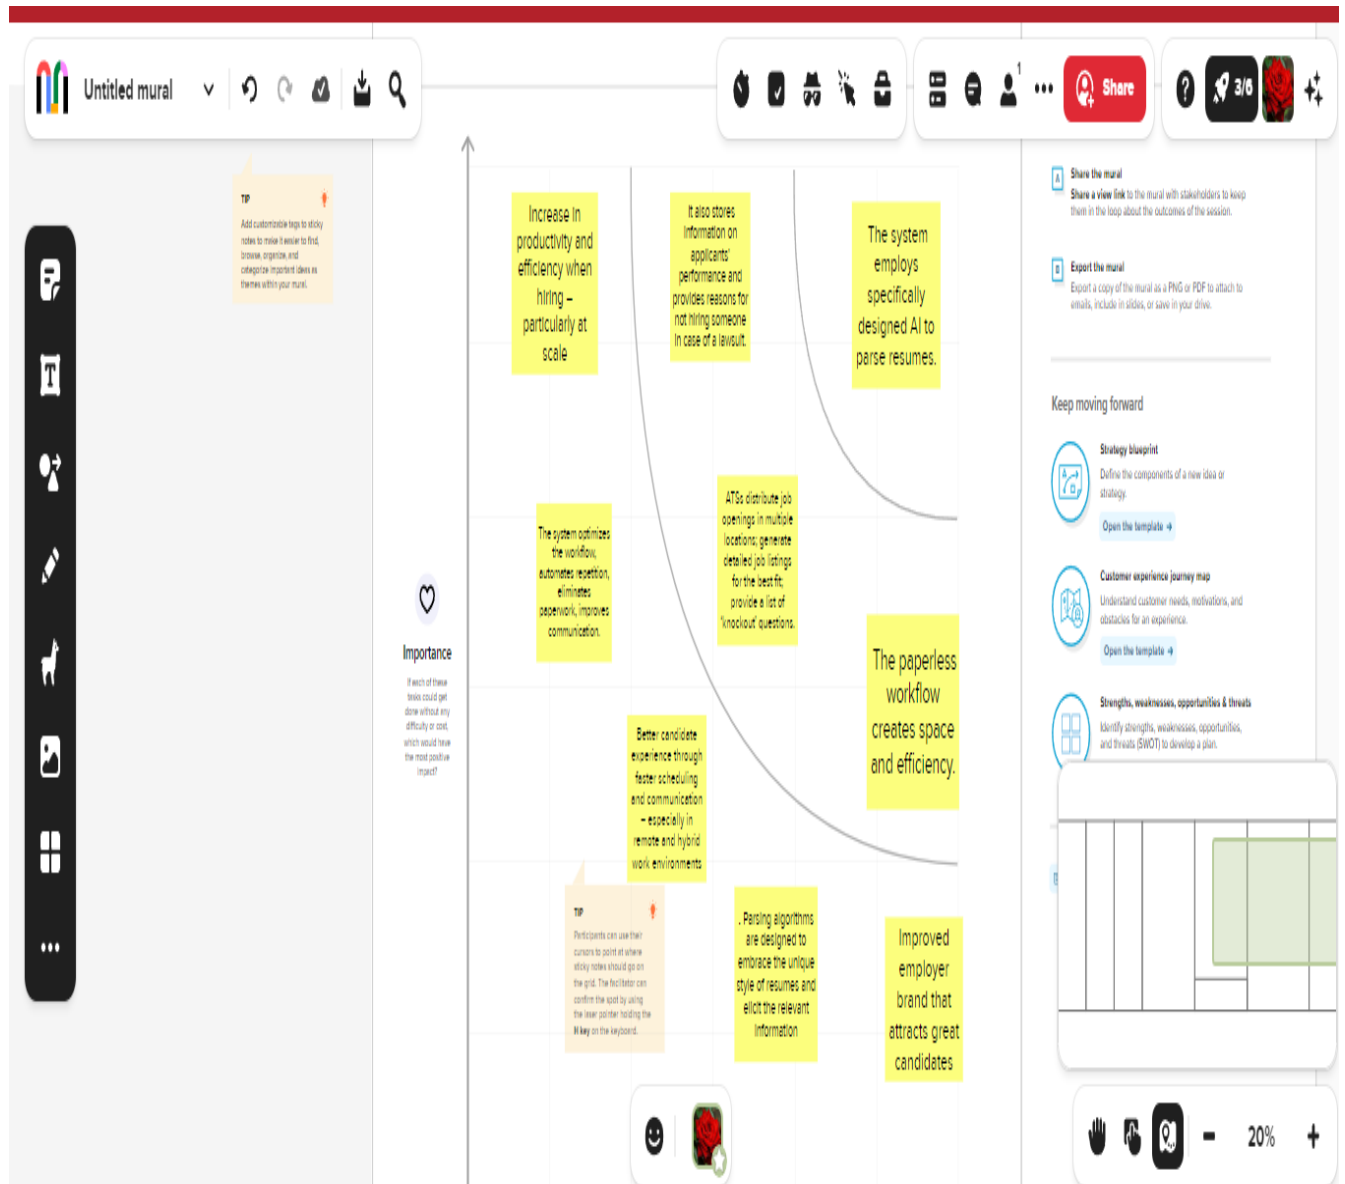 Untitled mural
1
Share
3/6
TIP
Add customizable tags to sticky
notes to make it easier to find,
browse, organize, and
categorize important ideas as
themes within your mural.
Increase in
productivity and
efficiency when
hiring –
particularly at
scale
It also stores
information on
applicants'
performance and
provides reasons for
not hiring someone
in case of a lawsuit.
The system
employs
specifically
designed AI to
parse resumes.
The system optimizes
the workflow,
automates repetition,
eliminates
paperwork, improves
communication.
ATSs distribute job
openings in multiple
locations; generate
detailed job listings
for the best fit;
provide a list of
'knockout' questions.
The paperless
workflow
creates space
and efficiency.
Importance
If each of these
tasks could get
done without any
difficulty or cost,
which would have
the most positive
impact?
Better candidate
experience through
faster scheduling
and communication
– especially in
remote and hybrid
work environments
TIP
Participants can use their
cursors to point at where
sticky notes should go on
the grid. The facilitator can
confirm the spot by using
the laser pointer holding the
H key on the keyboard.
. Parsing algorithms
are designed to
embrace the unique
style of resumes and
elicit the relevant
information
Improved
employer
brand that
attracts great
candidates
A
Share the mural
Share a view link to the mural with stakeholders to keep
them in the loop about the outcomes of the session.
B
Export the mural
Export a copy of the mural as a PNG or PDF to attach to
emails, include in slides, or save in your drive.
Keep moving forward
Strategy blueprint
Define the components of a new idea or
strategy.
Open the template →
Customer experience journey map
Understand customer needs, motivations, and
obstacles for an experience.
Open the template →
Strengths, weaknesses, opportunities & threats
Identify strengths, weaknesses, opportunities,
and threats (SWOT) to develop a plan.
20%